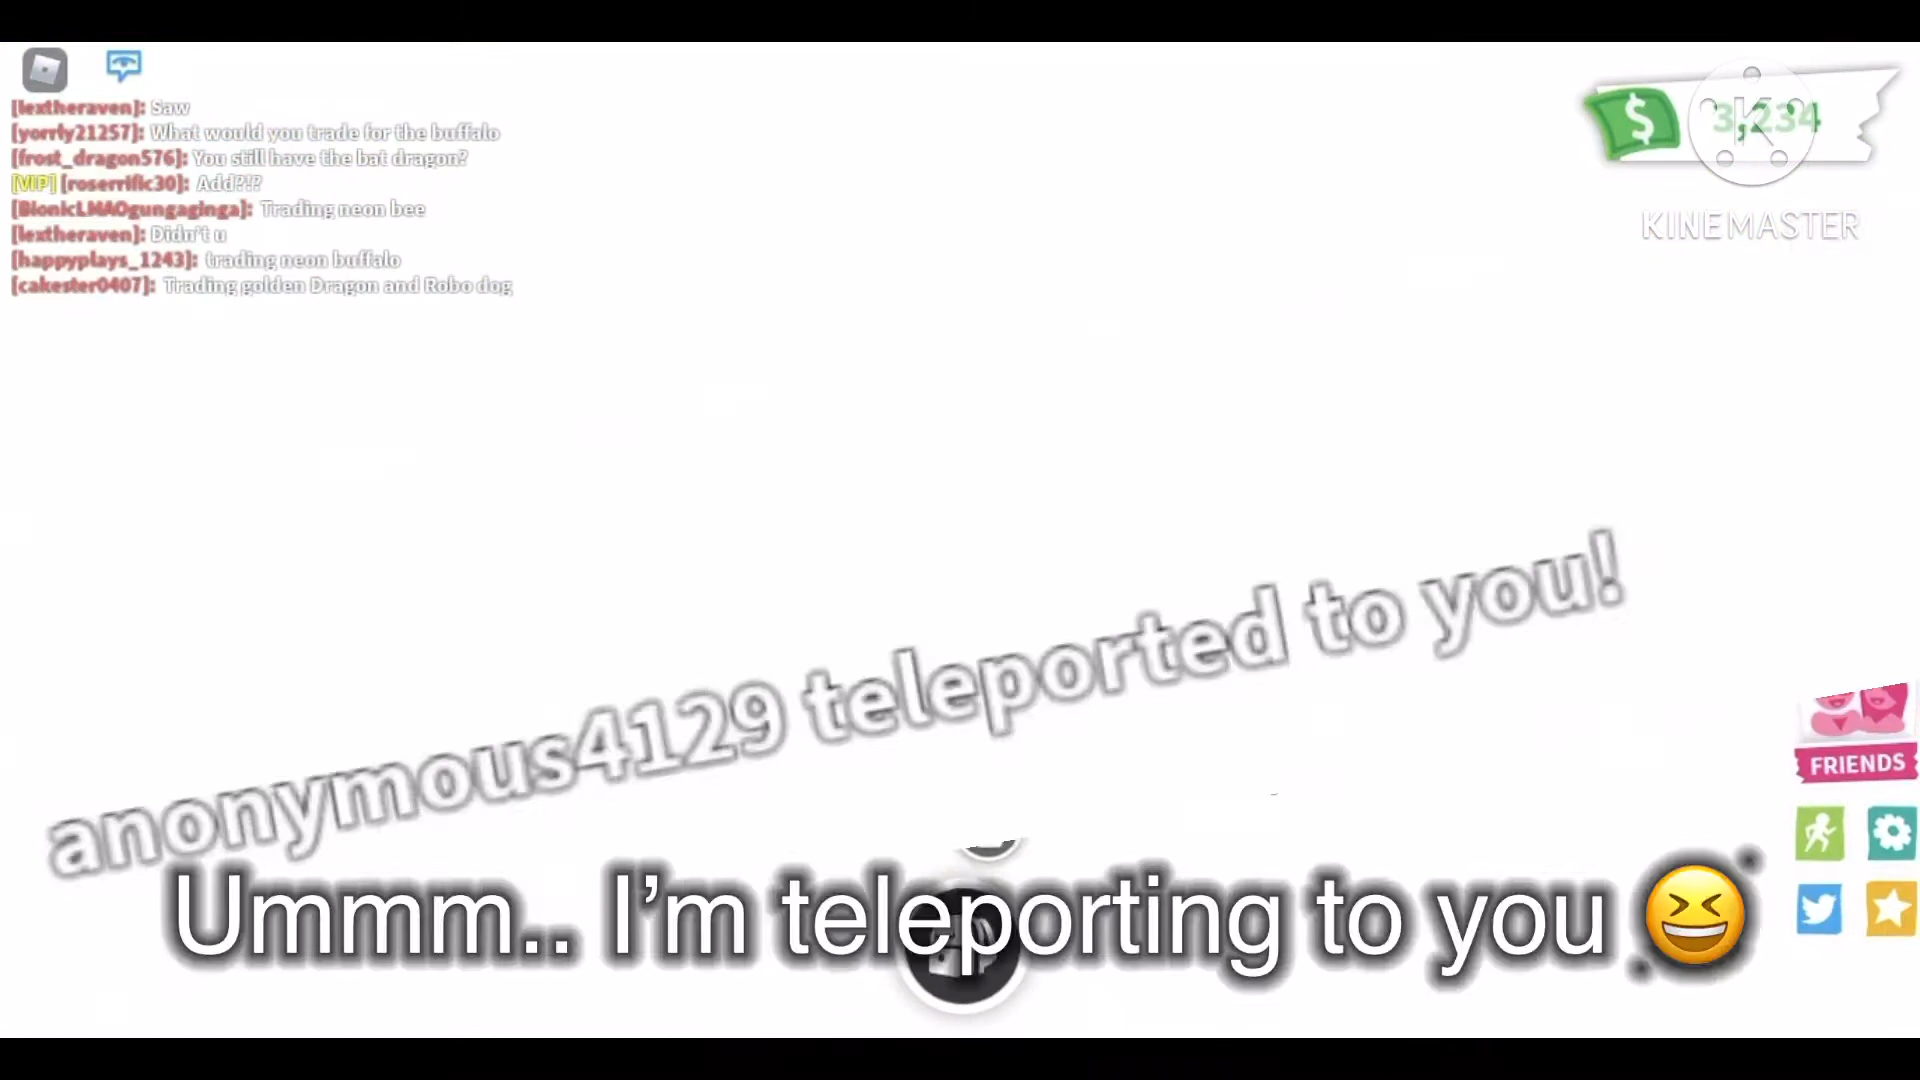 [lextheraven]: Saw
[yorrly21257]: What would you trade for the buffalo
[frost_dragon576]: You still have the bat dragon?
[VIP] [roserrific30]: Add?!?
[BionicLMAOgungaginga]: Trading neon bee
[lextheraven]: Didn't u
[happyplays_1243]: trading neon buffalo
[cakester0407]: Trading golden Dragon and Robo dog
$ 3,234
K
KINEMASTER
anonymous4129 teleported to you!
FRIENDS
Ummm.. I’m teleporting to you 😆